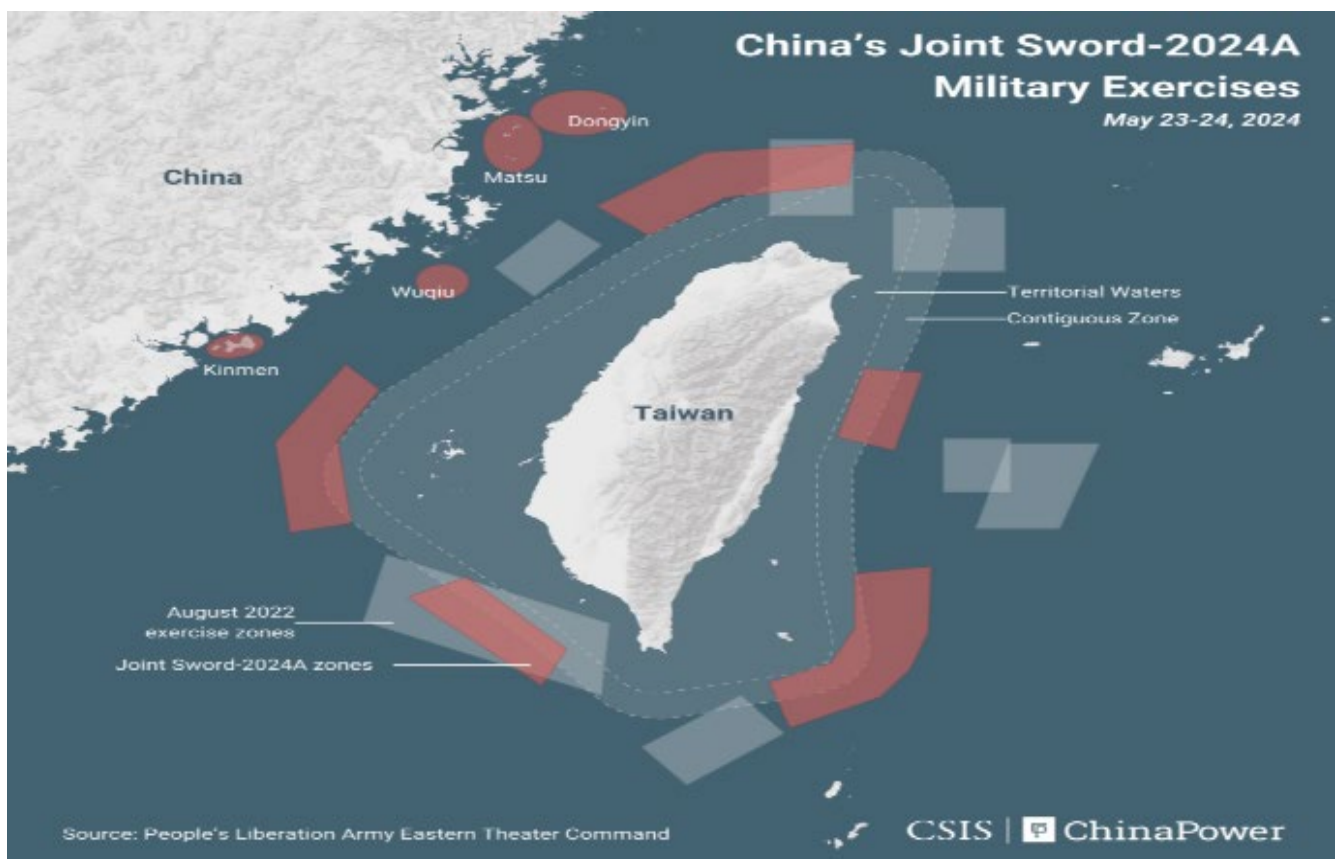 China's Joint Sword-2024A
Military Exercises
May 23-24, 2024
Dongyin
China
Matsu
Wuqiu
Territorial Waters
Contiguous Zone
Kinmen
Taiwan
August 2022
exercise zones
Joint Sword-2024A zones
Source: People's Liberation Army Eastern Theater Command
CSIS | ChinaPower